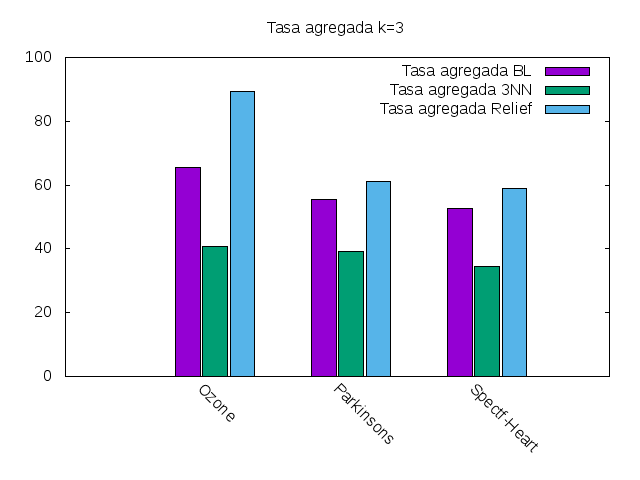 Tasa agregada k=3
100
80
60
40
20
0
Tasa agregada BL
Tasa agregada 3NN
Tasa agregada Relief
Ozone
Parkinsons
Spectf-Heart